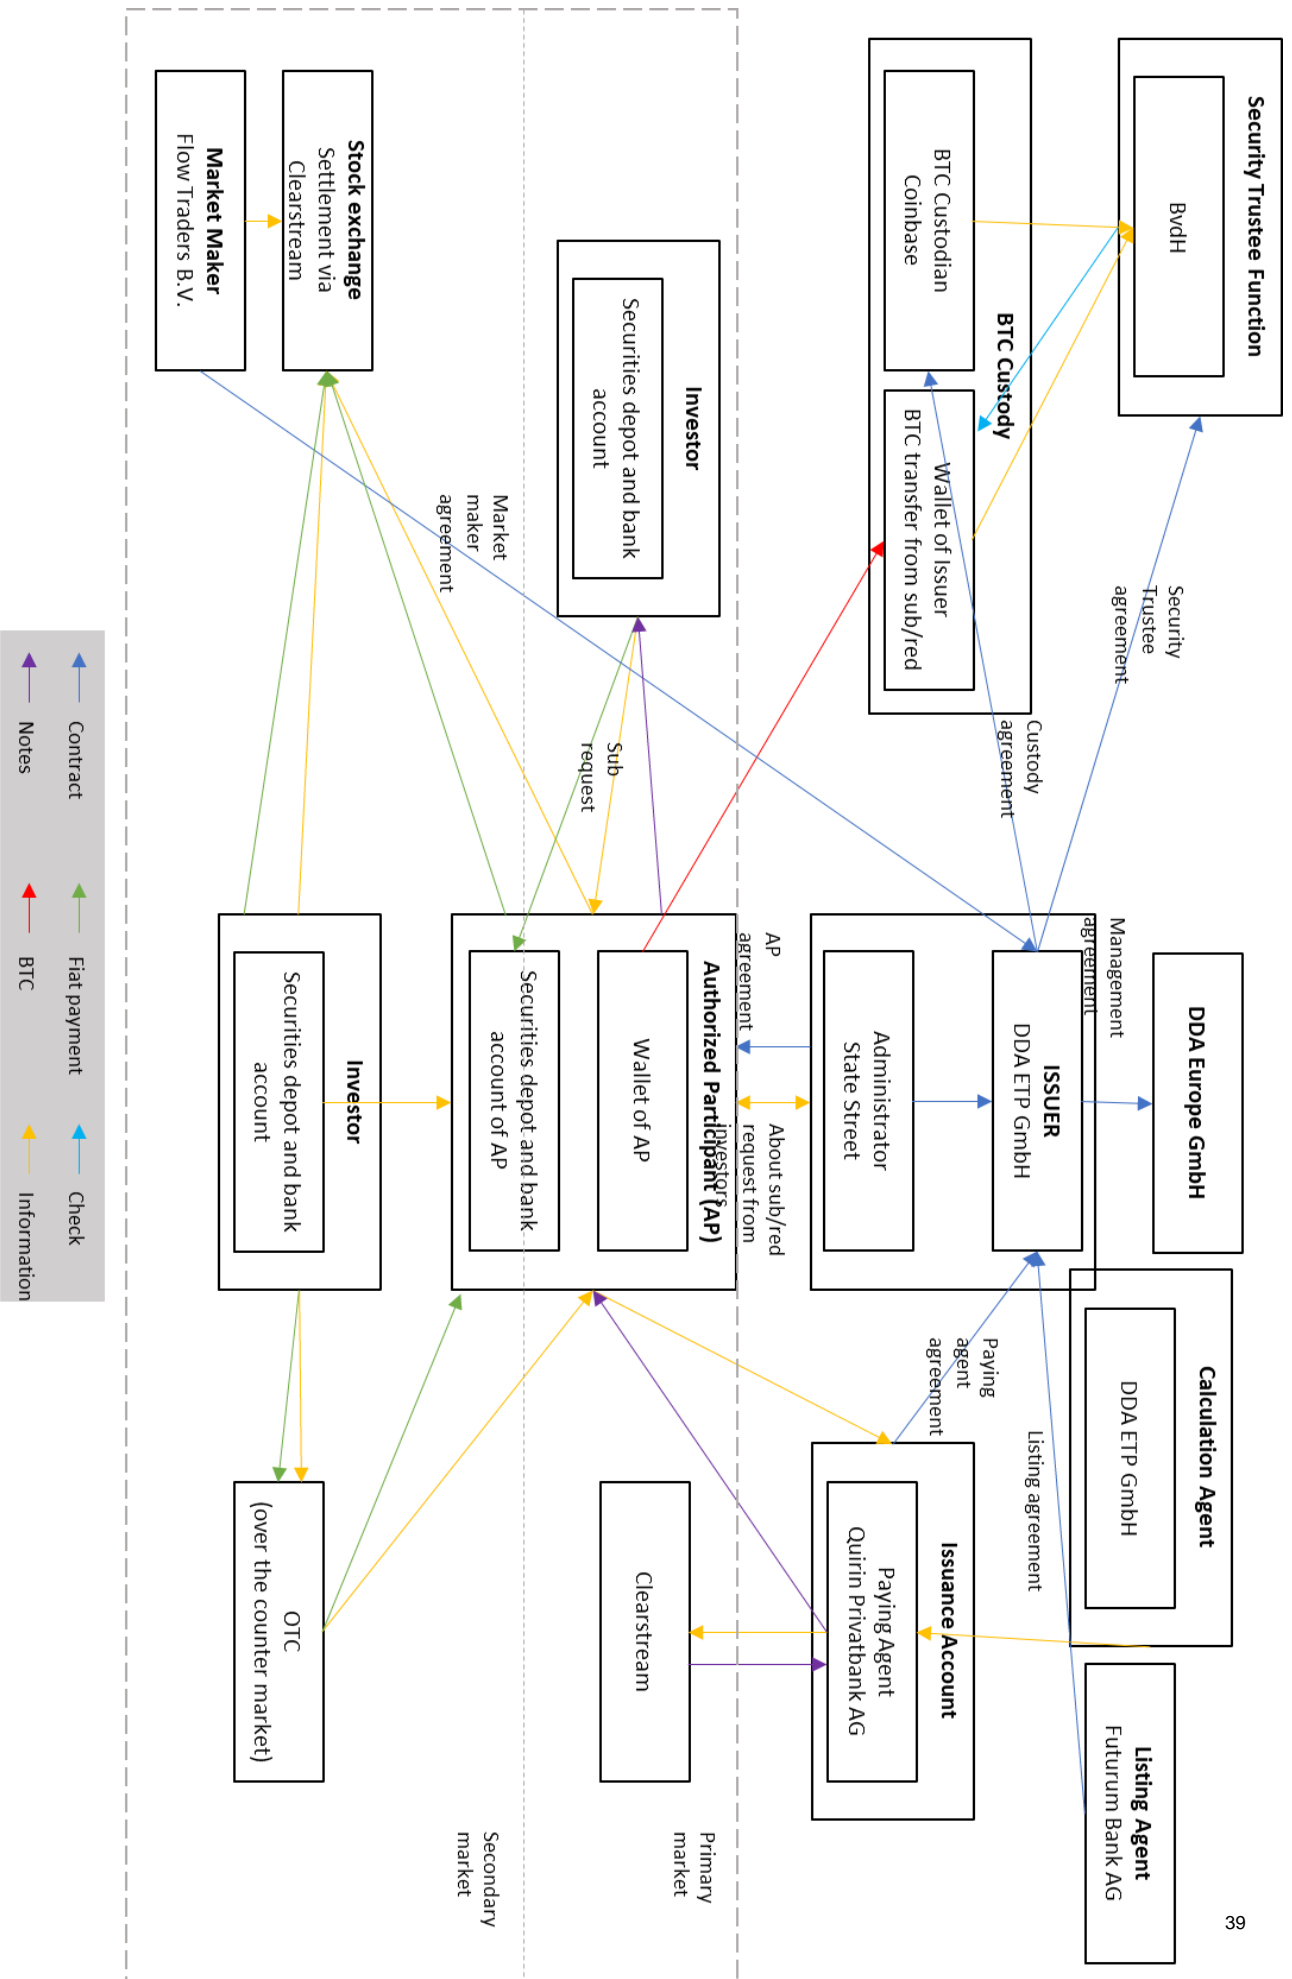 Security Trustee Function
BvdH
DDA Europe GmbH
Calculation Agent
DDA ETP GmbH
Listing Agent
Futurum Bank AG
Security
Trustee
agreement
Management
agreement
BTC Custody
BTC Custodian
Coinbase
Wallet of Issuer
BTC transfer from sub/red
Custody
agreement
ISSUER
DDA ETP GmbH
Administrator
State Street
Listing agreement
Paying
agent
agreement
Issuance Account
Paying Agent
Quirin Privatbank AG
AP
agreement
About sub/red
request from
investors
Investor
Securities depot and bank
account
Sub
request
Authorized Participant (AP)
Wallet of AP
Securities depot and bank
account of AP
Clearstream
Primary
market
Secondary
market
Market
maker
agreement
Stock exchange
Settlement via
Clearstream
Market Maker
Flow Traders B.V.
Investor
Securities depot and bank
account
OTC
(over the counter market)
Contract
Fiat payment
Check
Notes
BTC
Information
39